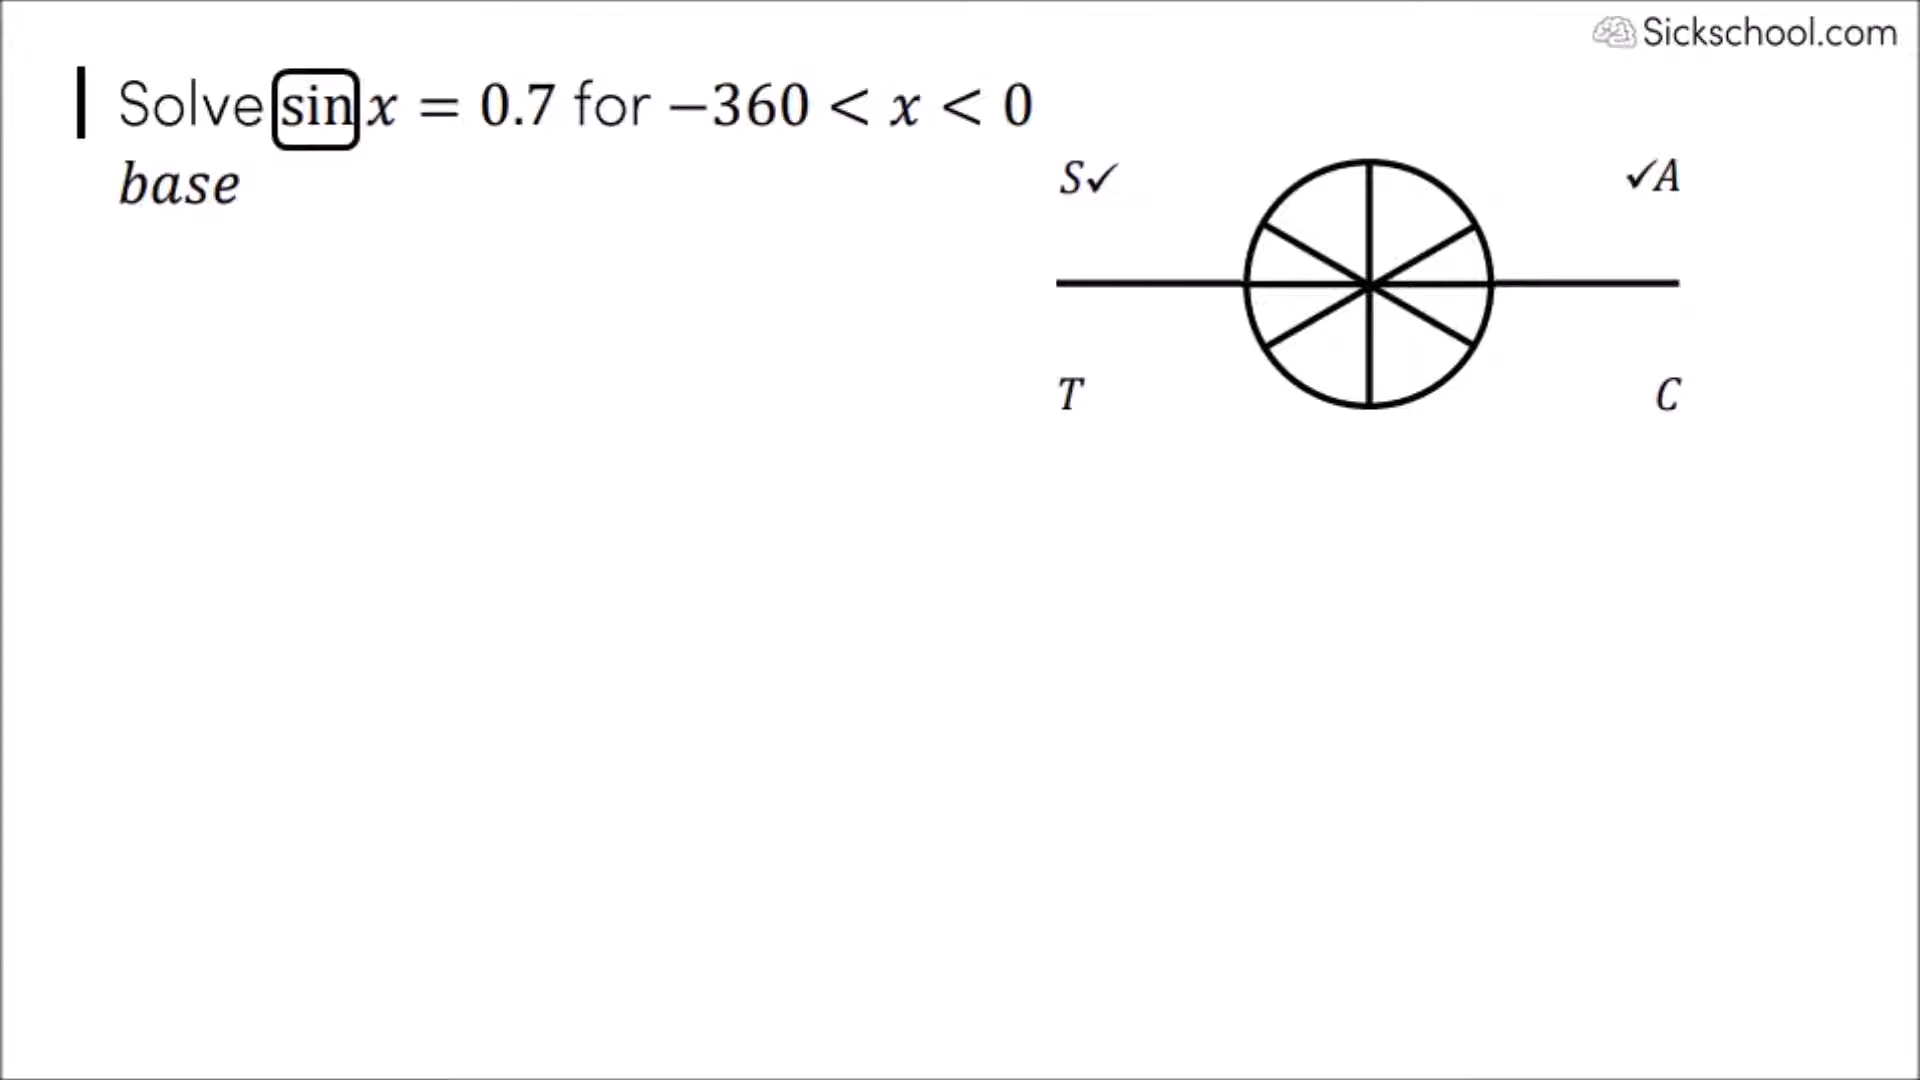 Sickschool.com
Solve sin x = 0.7 for −360 < x < 0
base
S✓ ✓A
T C